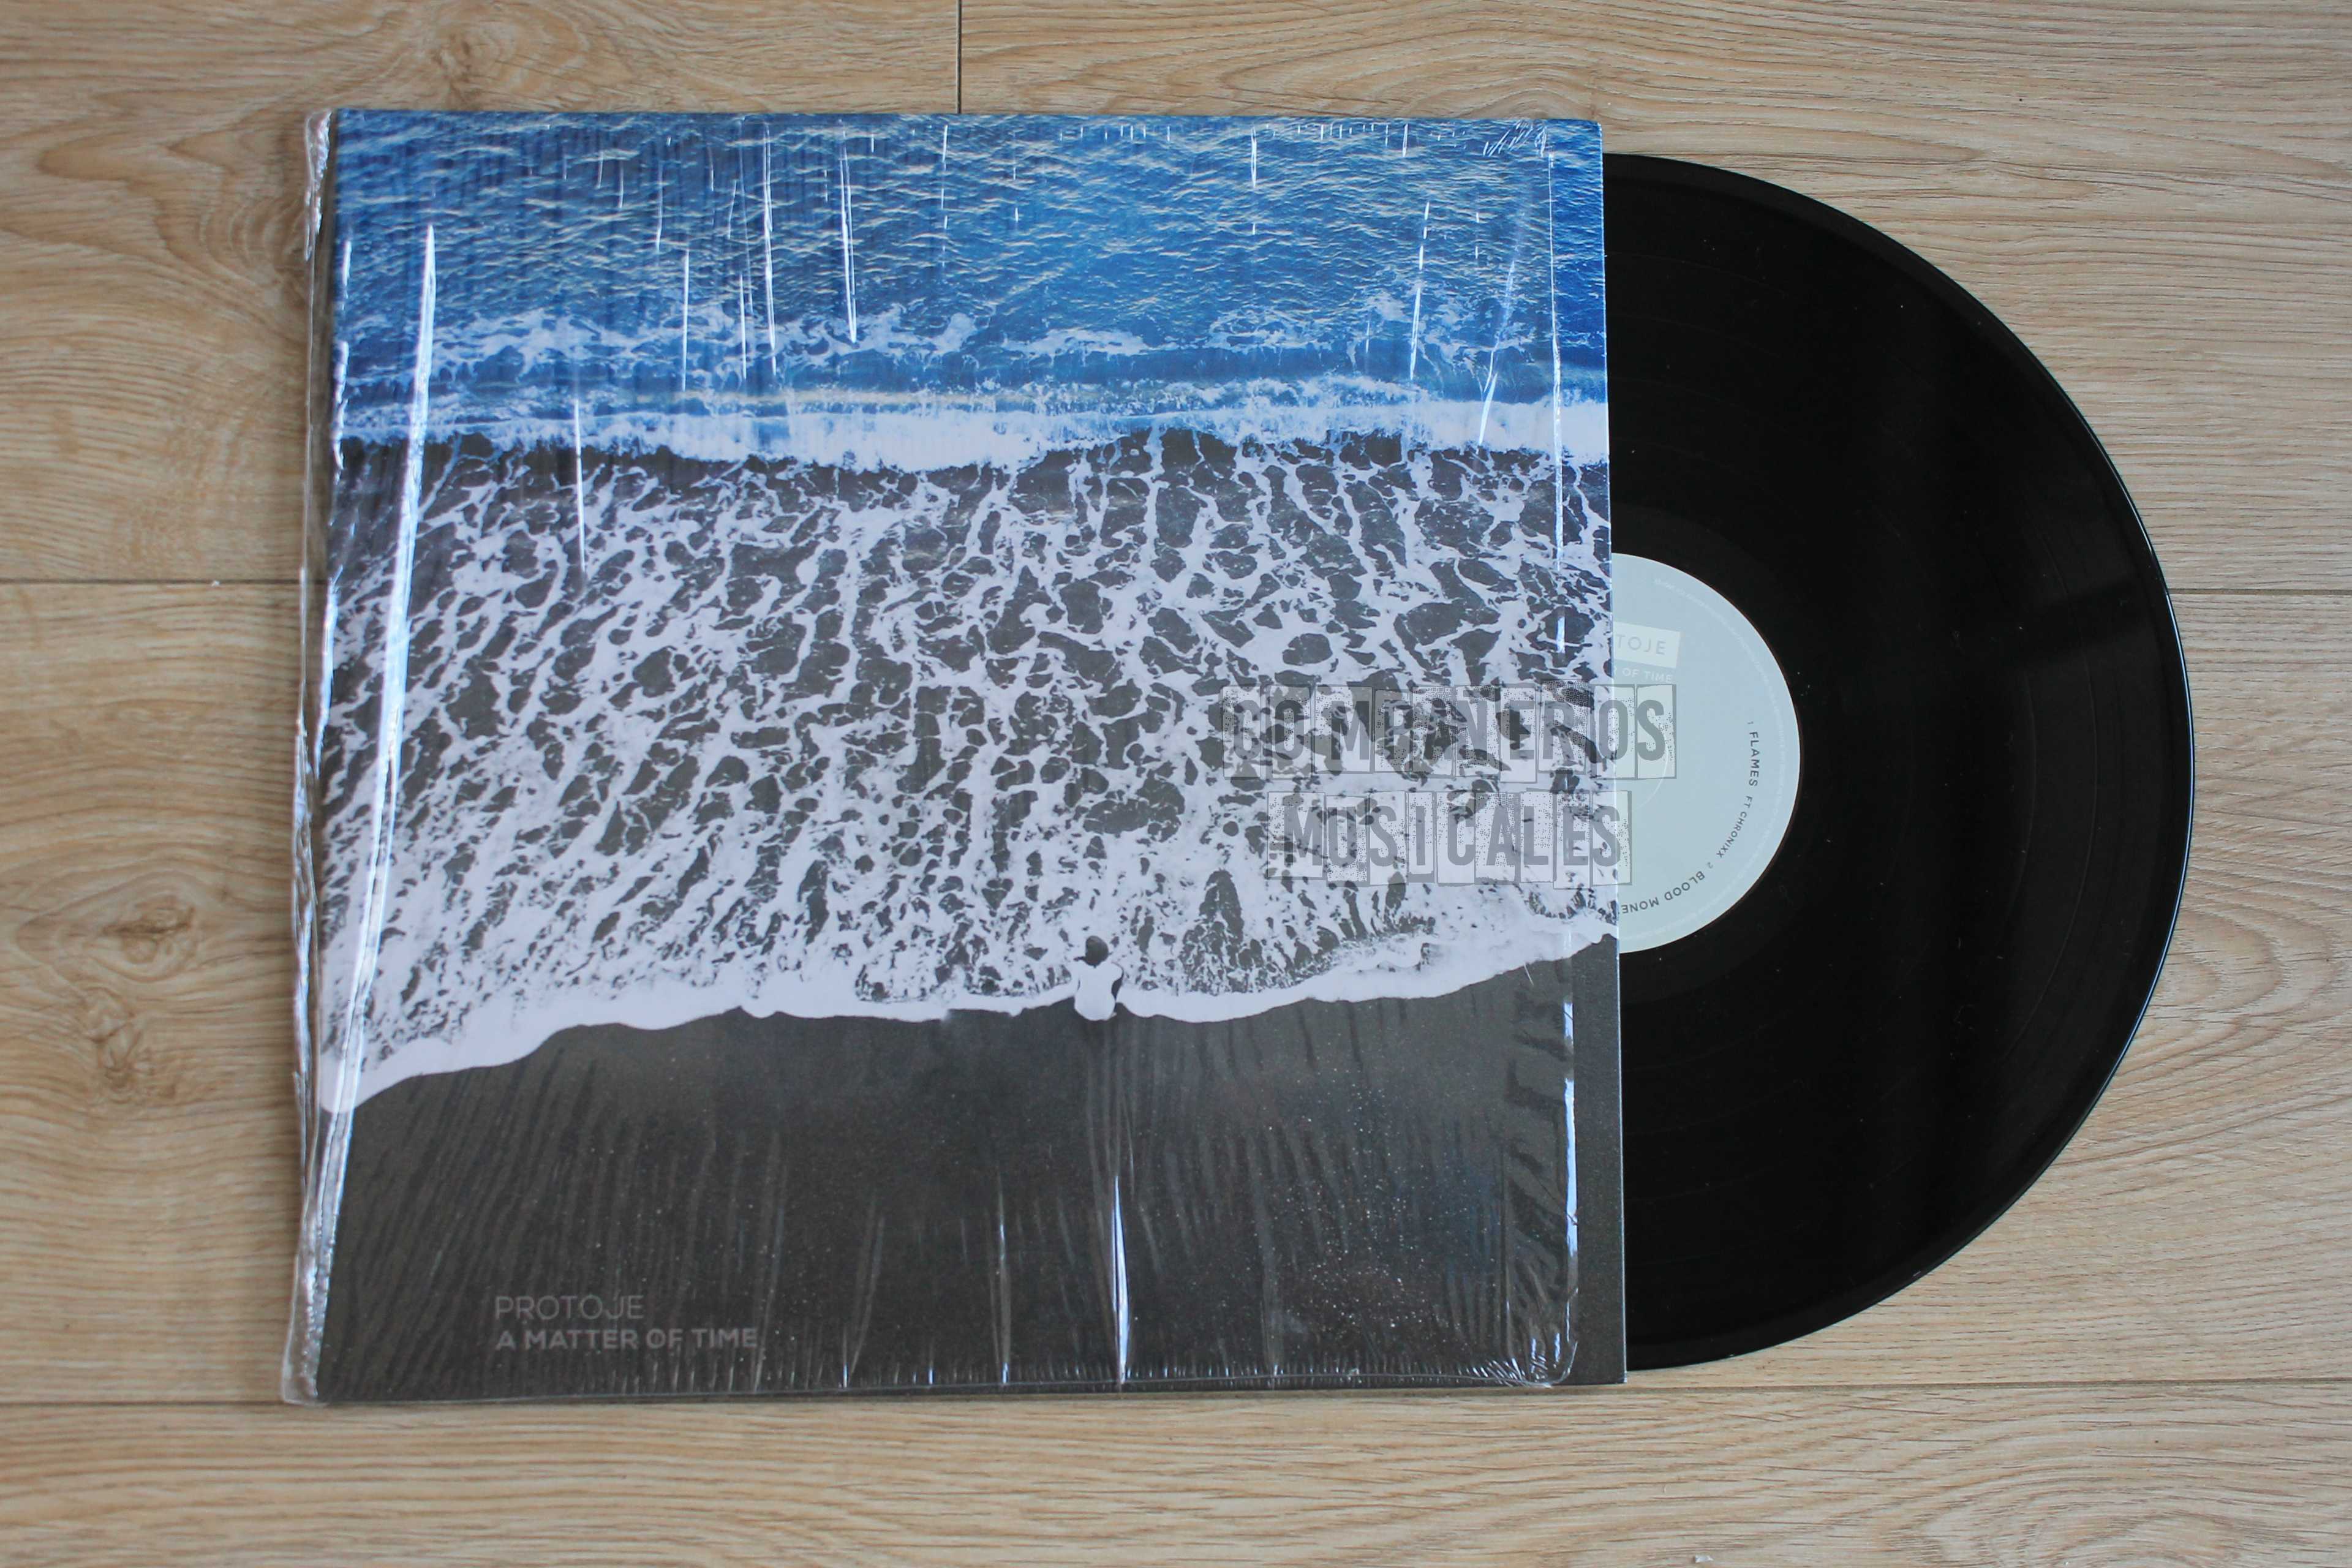 TOJE
OF TIME
1 FLAMES FT CHRONIXX 2 BLOOD MONE
COMPANEROS
MUSICALES
PROTOJE
A MATTER OF TIME